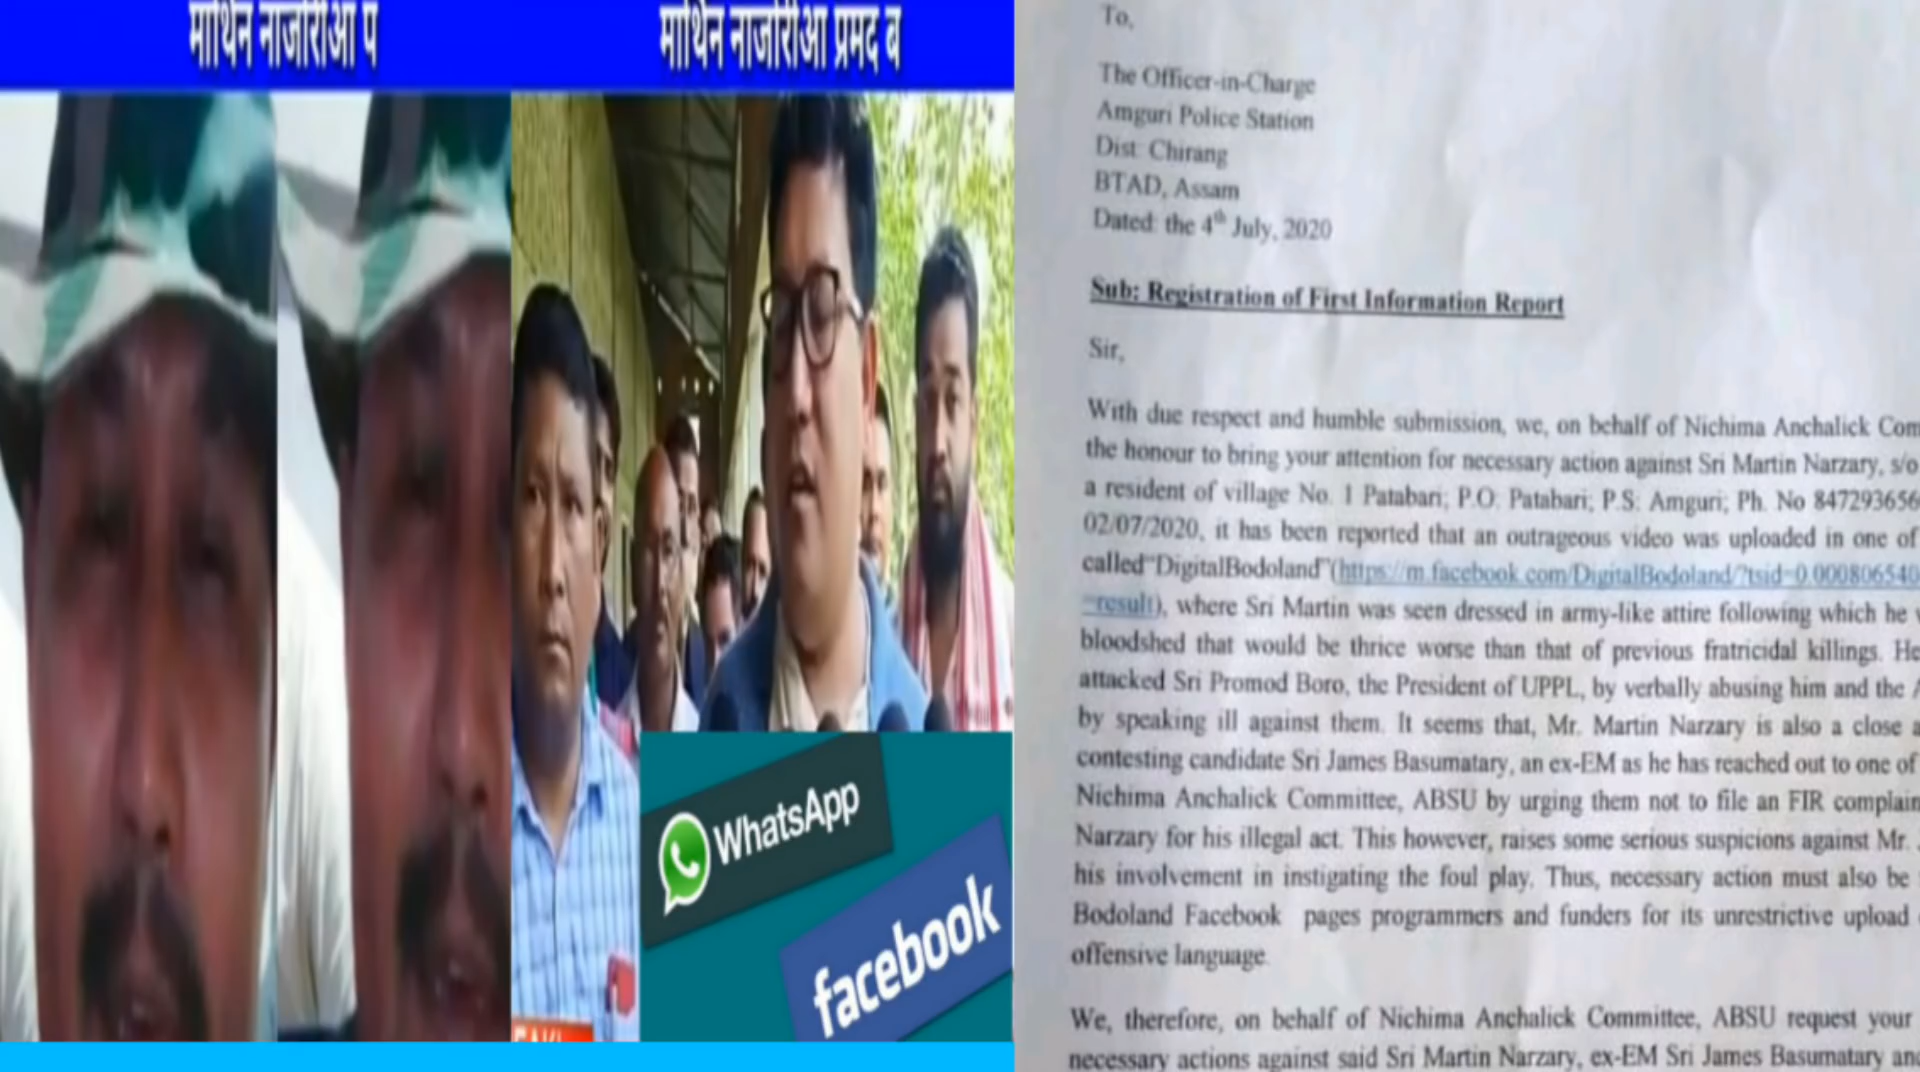 माथिन नार्जारीआ प
माथिन नार्जारीआ प्रमद ब
WhatsApp
facebook
To,
The Officer-in-Charge
Amguri Police Station
Dist: Chirang
BTAD, Assam
Dated: the 4th July, 2020
Sub: Registration of First Information Report
Sir,
With due respect and humble submission, we, on behalf of Nichima Anchalick Com
the honour to bring your attention for necessary action against Sri Martin Narzary, s/o
a resident of village No. 1 Patabari; P.O: Patabari; P.S: Amguri; Ph. No 847293656
02/07/2020, it has been reported that an outrageous video was uploaded in one of
called"DigitalBodoland"(https://m.facebook.com/DigitalBodoland/?tsid=0.000806540
=result), where Sri Martin was seen dressed in army-like attire following which he
bloodshed that would be thrice worse than that of previous fratricidal killings. He
attacked Sri Promod Boro, the President of UPPL, by verbally abusing him and the
by speaking ill against them. It seems that, Mr. Martin Narzary is also a close a
contesting candidate Sri James Basumatary, an ex-EM as he has reached out to one of
Nichima Anchalick Committee, ABSU by urging them not to file an FIR complain
Narzary for his illegal act. This however, raises some serious suspicions against Mr.
his involvement in instigating the foul play. Thus, necessary action must also be
Bodoland Facebook pages programmers and funders for its unrestrictive upload
offensive language.
We, therefore, on behalf of Nichima Anchalick Committee, ABSU request your
necessary actions against said Sri Martin Narzary, ex-EM Sri James Basumatary and